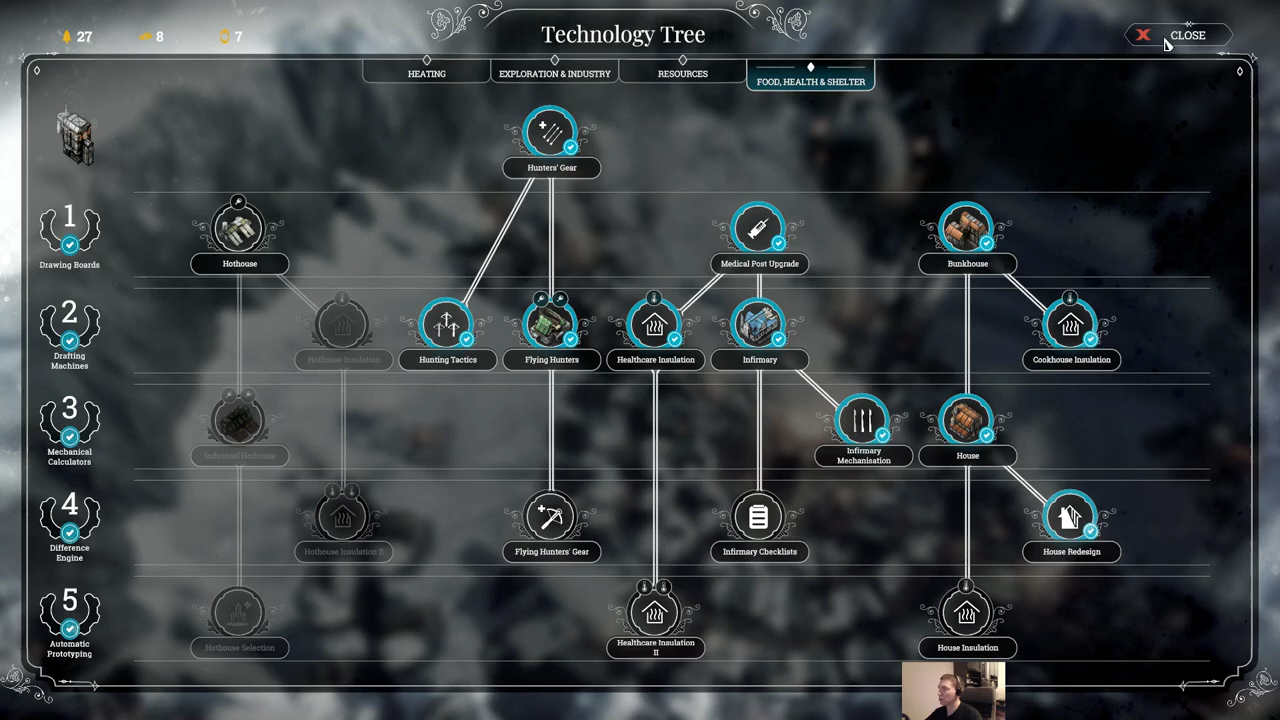 27 8 7
Technology Tree
CLOSE
HEATING
EXPLORATION & INDUSTRY
RESOURCES
FOOD, HEALTH & SHELTER
Hunters' Gear
1
Drawing Boards
Hothouse
Medical Post Upgrade
Bunkhouse
2
Drafting
Machines
Hothouse Insulation
Hunting Tactics
Flying Hunters
Healthcare Insulation
Infirmary
Cookhouse Insulation
3
Mechanical
Calculators
Industrial Hothouse
Infirmary
Mechanisation
House
4
Difference
Engine
Hothouse Insulation II
Flying Hunters' Gear
Infirmary Checklists
House Redesign
5
Automatic
Prototyping
Hothouse Selection
Healthcare Insulation
II
House Insulation